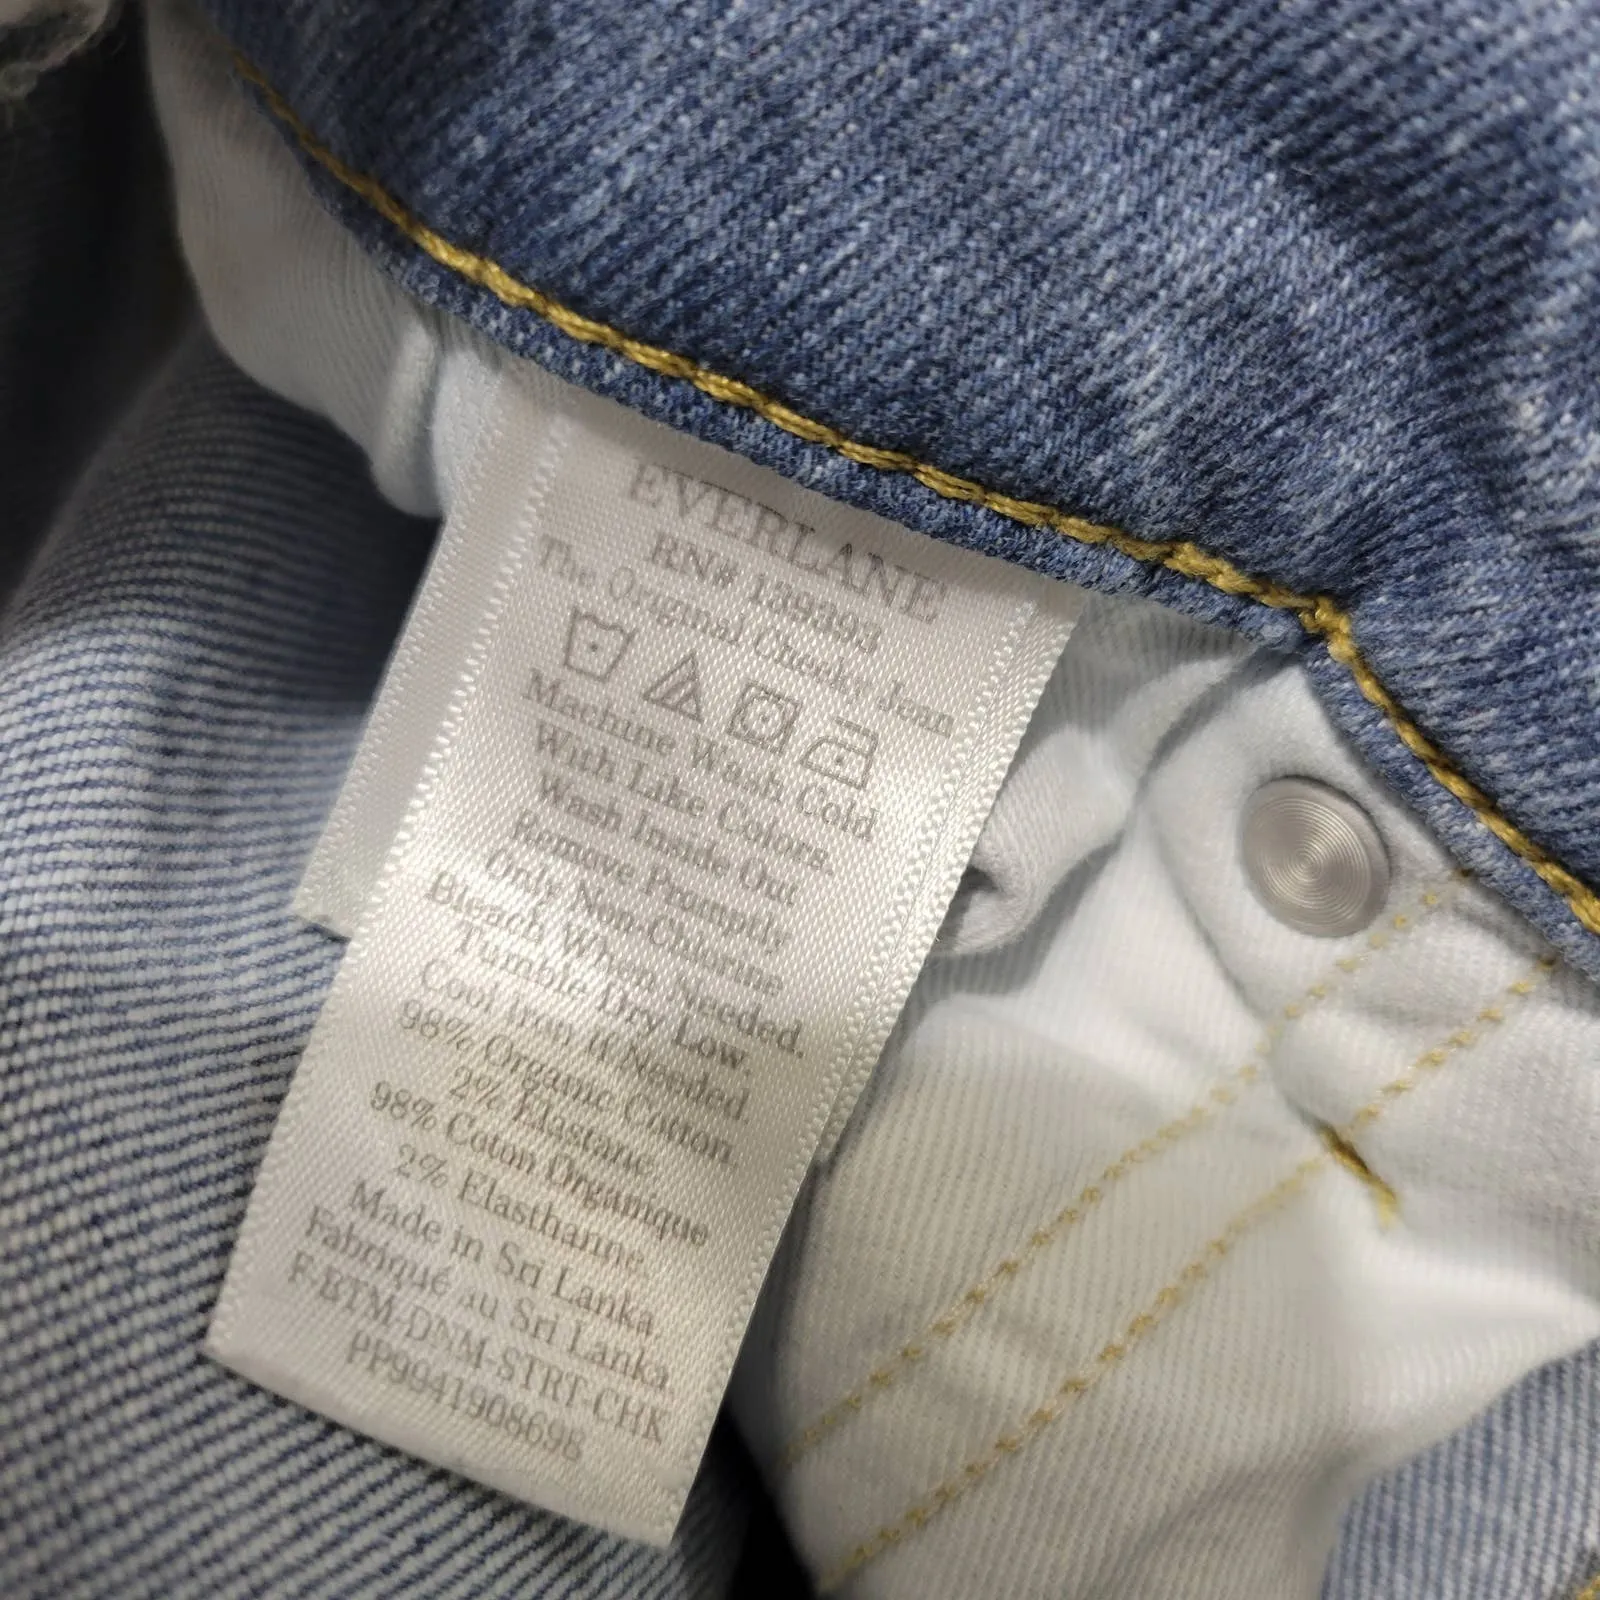 EVERLANE
RN# 139393
The Original Cheeky Jean
Machine Wash Cold
With Like Colors.
Wash Inside Out
Remove Promptly
Only Non-Chlorine
Bleach When Needed.
Tumble Dry Low.
Cool Iron if Needed.
98% Organic Cotton
2% Elastane
98% Coton Organique
2% Elasthanne
Made in Sri Lanka
Fabriqué au Sri Lanka
F-BTM-DNM-STRT-CHK
PP9941908698